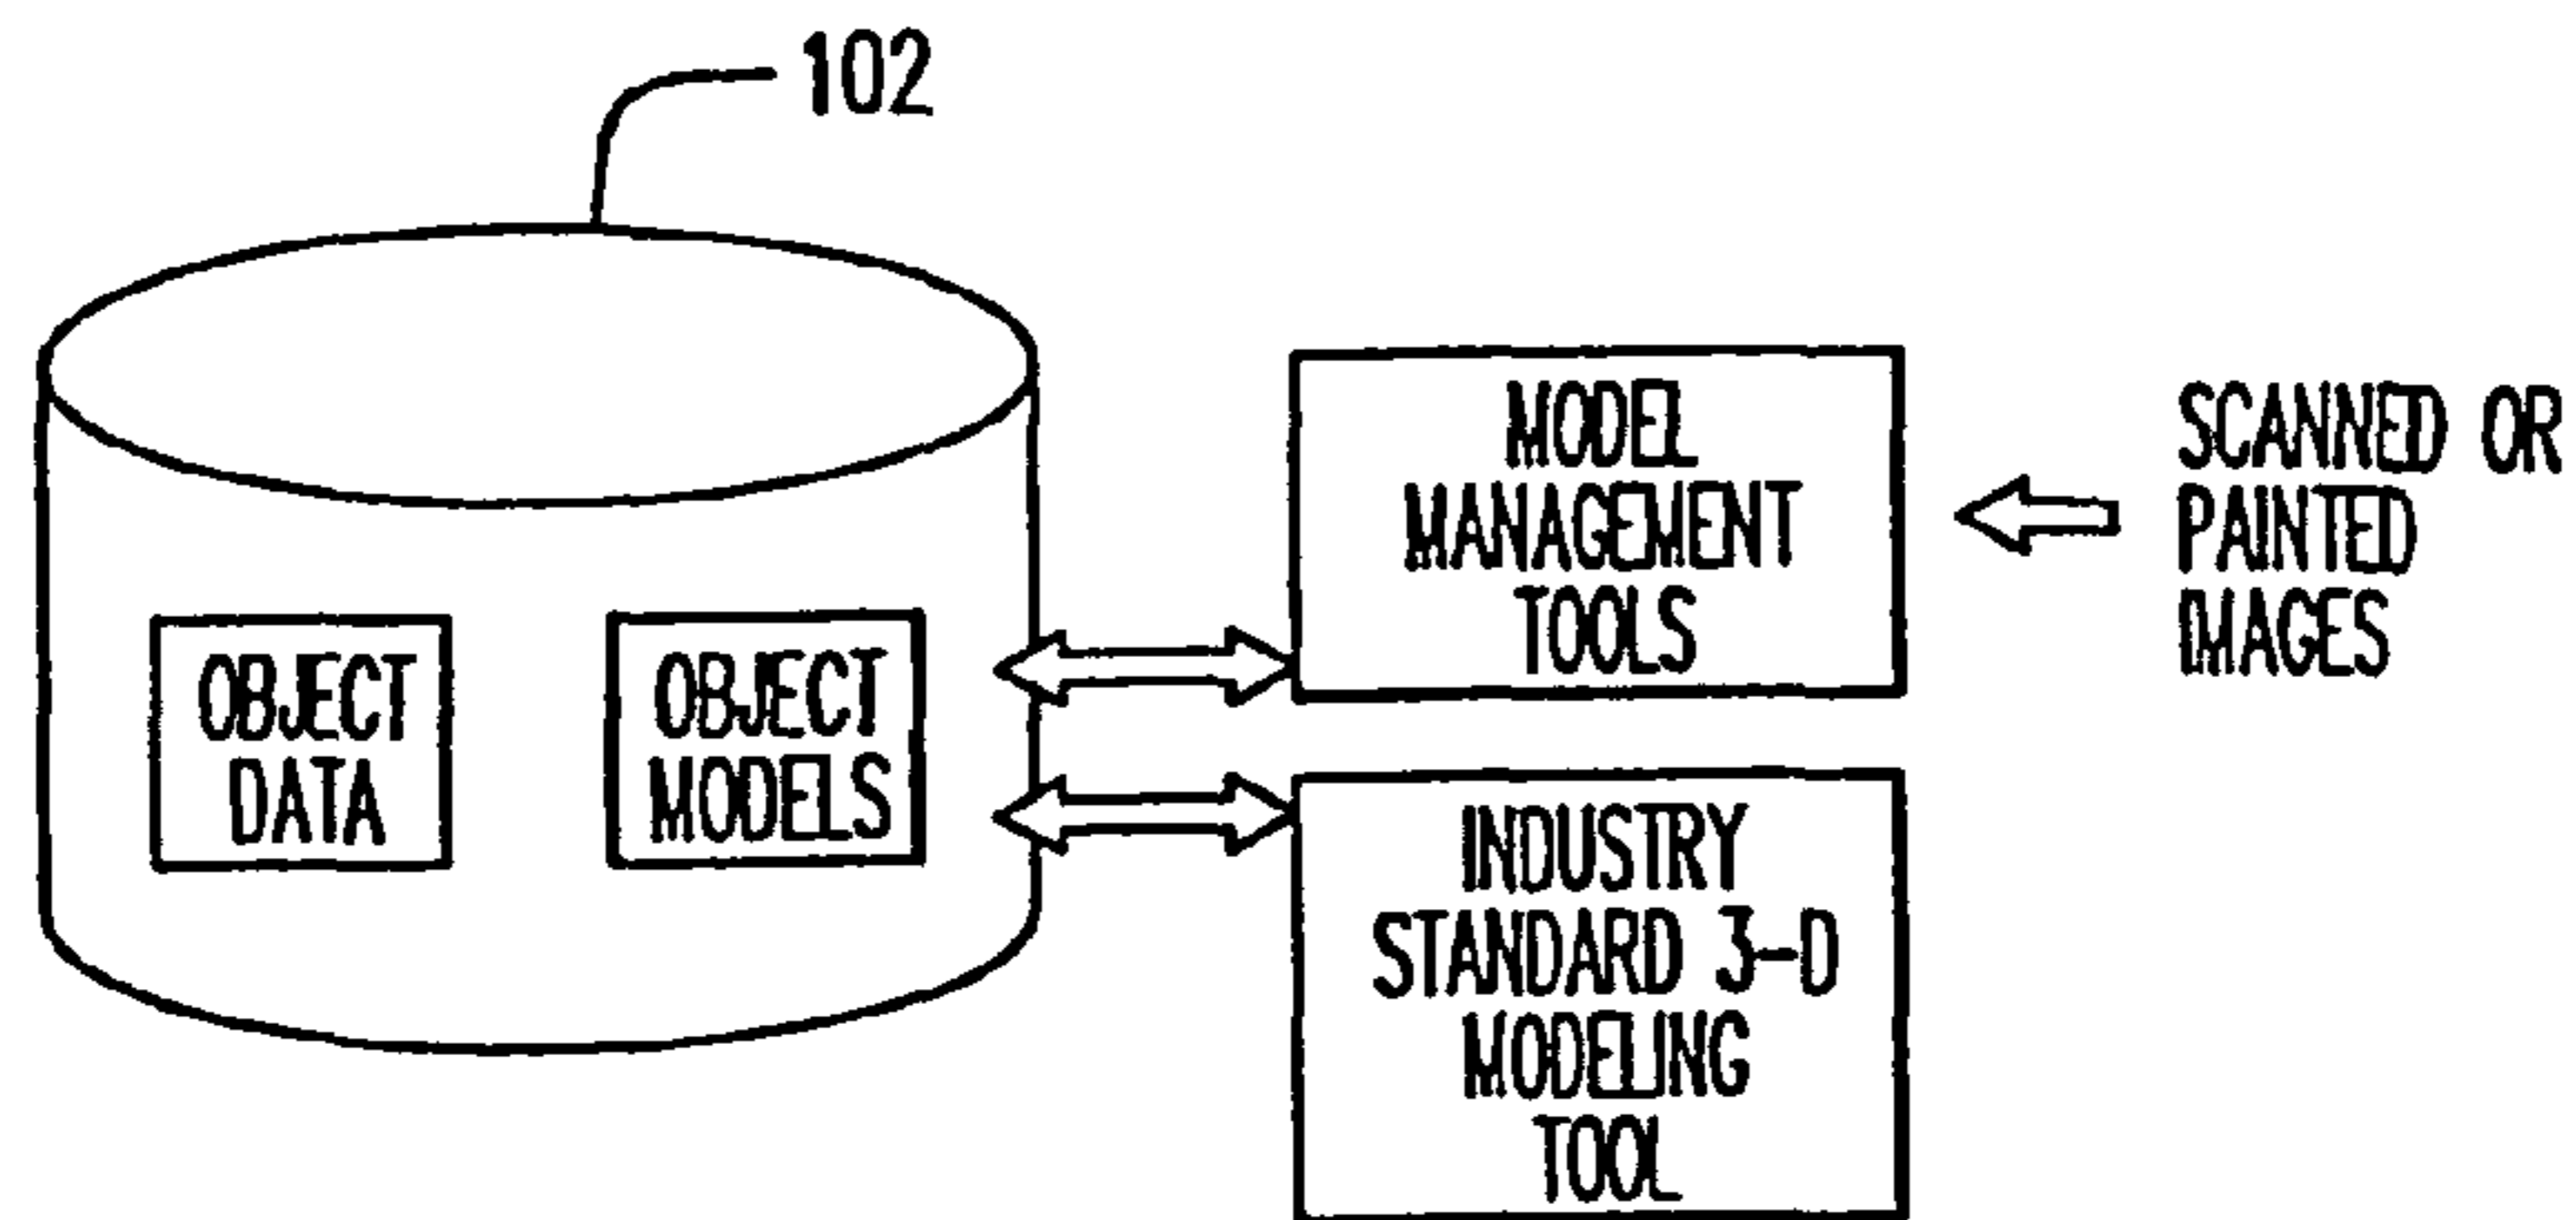 102
OBJECT
DATA
OBJECT
MODELS
MODEL
MANAGEMENT
TOOLS
SCANNED OR
PAINTED
IMAGES
INDUSTRY
STANDARD 3-D
MODELING
TOOL